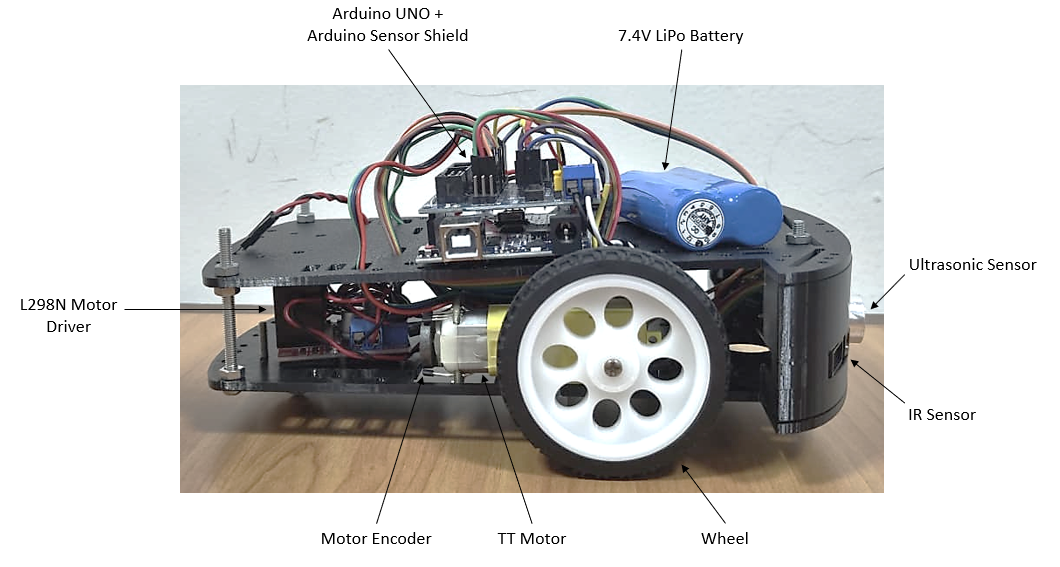 Arduino UNO +
Arduino Sensor Shield
7.4V LiPo Battery
Ultrasonic Sensor
L298N Motor
Driver
IR Sensor
Motor Encoder
TT Motor
Wheel